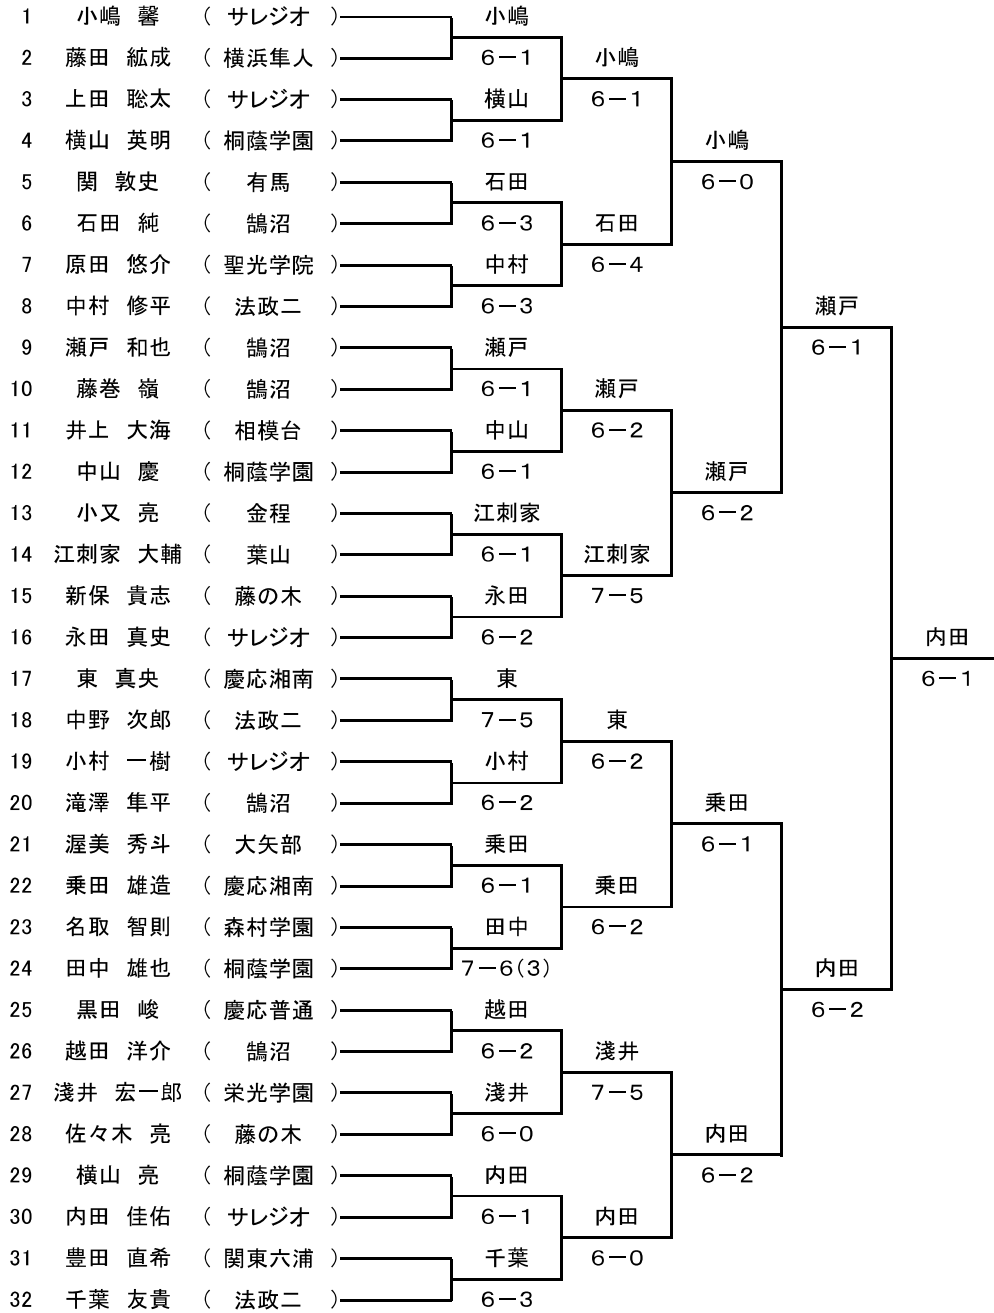 1 小嶋 馨 ( サレジオ ) 小嶋
2 藤田 紘成 ( 横浜隼人 ) 6－1 小嶋
3 上田 聡太 ( サレジオ ) 横山 6－1
4 横山 英明 ( 桐蔭学園 ) 6－1 小嶋
5 関 敦史 ( 有馬 ) 石田 6－0
6 石田 純 ( 鵠沼 ) 6－3 石田
7 原田 悠介 ( 聖光学院 ) 中村 6－4
8 中村 修平 ( 法政二 ) 6－3 瀬戸
9 瀬戸 和也 ( 鵠沼 ) 瀬戸 6－1
10 藤巻 嶺 ( 鵠沼 ) 6－1 瀬戸
11 井上 大海 ( 相模台 ) 中山 6－2
12 中山 慶 ( 桐蔭学園 ) 6－1 瀬戸
13 小又 亮 ( 金程 ) 江刺家 6－2
14 江刺家 大輔 ( 葉山 ) 6－1 江刺家
15 新保 貴志 ( 藤の木 ) 永田 7－5
16 永田 真史 ( サレジオ ) 6－2 内田
17 東 真央 ( 慶応湘南 ) 東 6－1
18 中野 次郎 ( 法政二 ) 7－5 東
19 小村 一樹 ( サレジオ ) 小村 6－2
20 滝澤 隼平 ( 鵠沼 ) 6－2 乗田
21 渥美 秀斗 ( 大矢部 ) 乗田 6－1
22 乗田 雄造 ( 慶応湘南 ) 6－1 乗田
23 名取 智則 ( 森村学園 ) 田中 6－2
24 田中 雄也 ( 桐蔭学園 ) 7－6(3) 内田
25 黒田 峻 ( 慶応普通 ) 越田 6－2
26 越田 洋介 ( 鵠沼 ) 6－2 淺井
27 淺井 宏一郎 ( 栄光学園 ) 淺井 7－5
28 佐々木 亮 ( 藤の木 ) 6－0 内田
29 横山 亮 ( 桐蔭学園 ) 内田 6－2
30 内田 佳佑 ( サレジオ ) 6－1 内田
31 豊田 直希 ( 関東六浦 ) 千葉 6－0
32 千葉 友貴 ( 法政二 ) 6－3